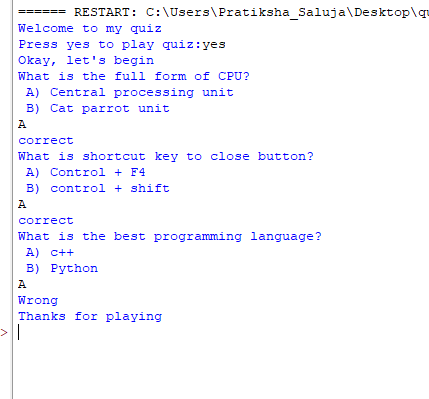 ====== RESTART: C:\Users\Pratiksha_Saluja\Desktop\qu
Welcome to my quiz
Press yes to play quiz:yes
Okay, let's begin
What is the full form of CPU?
 A) Central processing unit
 B) Cat parrot unit
A
correct
What is shortcut key to close button?
 A) Control + F4
 B) control + shift
A
correct
What is the best programming language?
 A) c++
 B) Python
A
Wrong
Thanks for playing
>